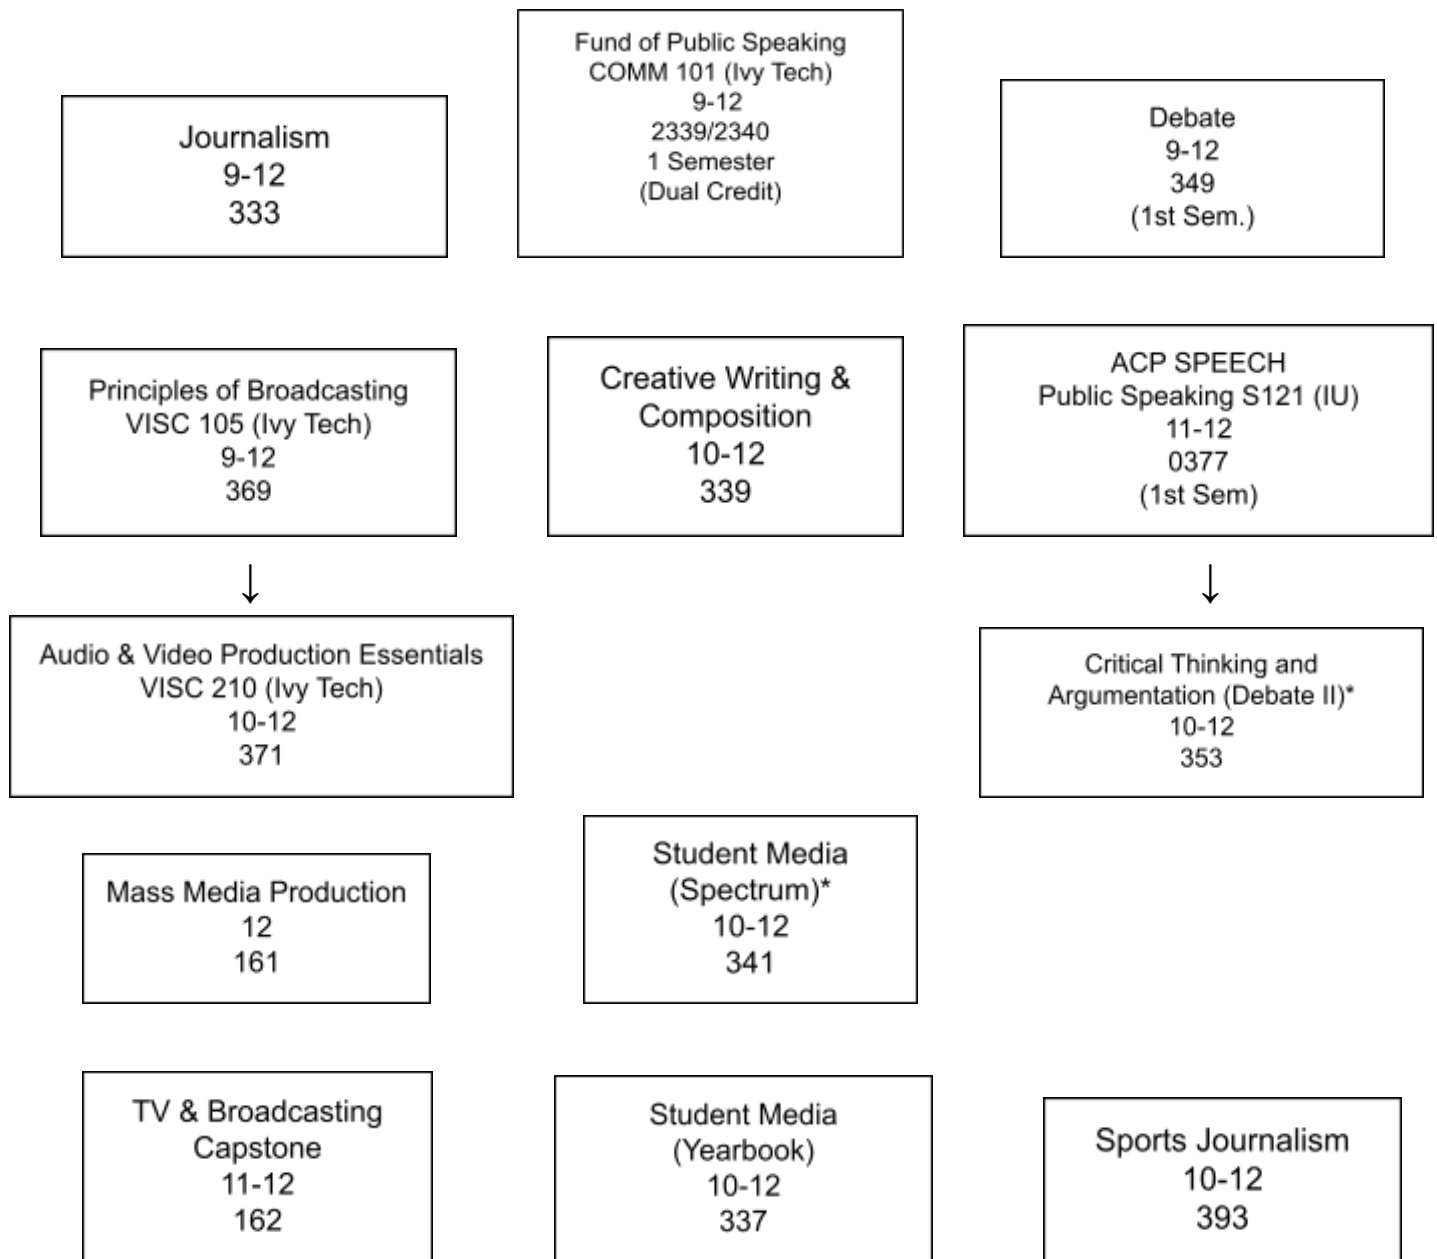 Journalism
9-12
333
Fund of Public Speaking
COMM 101 (Ivy Tech)
9-12
2339/2340
1 Semester
(Dual Credit)
Debate
9-12
349
(1st Sem.)
Principles of Broadcasting
VISC 105 (Ivy Tech)
9-12
369
Creative Writing &
Composition
10-12
339
ACP SPEECH
Public Speaking S121 (IU)
11-12
0377
(1st Sem)
↓
↓
Audio & Video Production Essentials
VISC 210 (Ivy Tech)
10-12
371
Critical Thinking and
Argumentation (Debate II)*
10-12
353
Mass Media Production
12
161
Student Media
(Spectrum)*
10-12
341
TV & Broadcasting
Capstone
11-12
162
Student Media
(Yearbook)
10-12
337
Sports Journalism
10-12
393